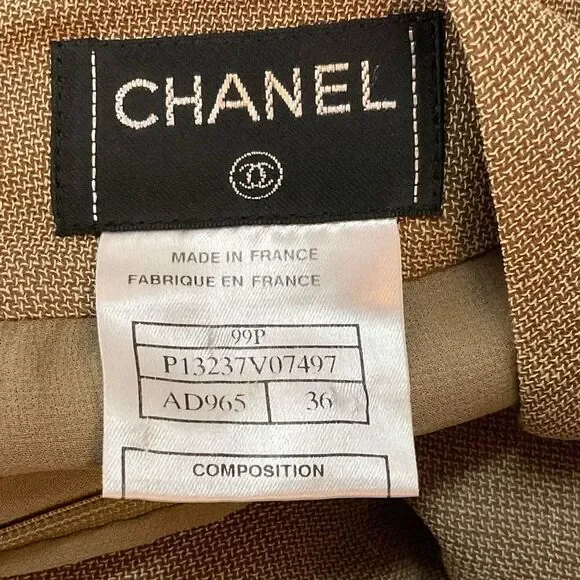 CHANEL
MADE IN FRANCE
FABRIQUE EN FRANCE
99P
P13237V07497
AD965 36
COMPOSITION